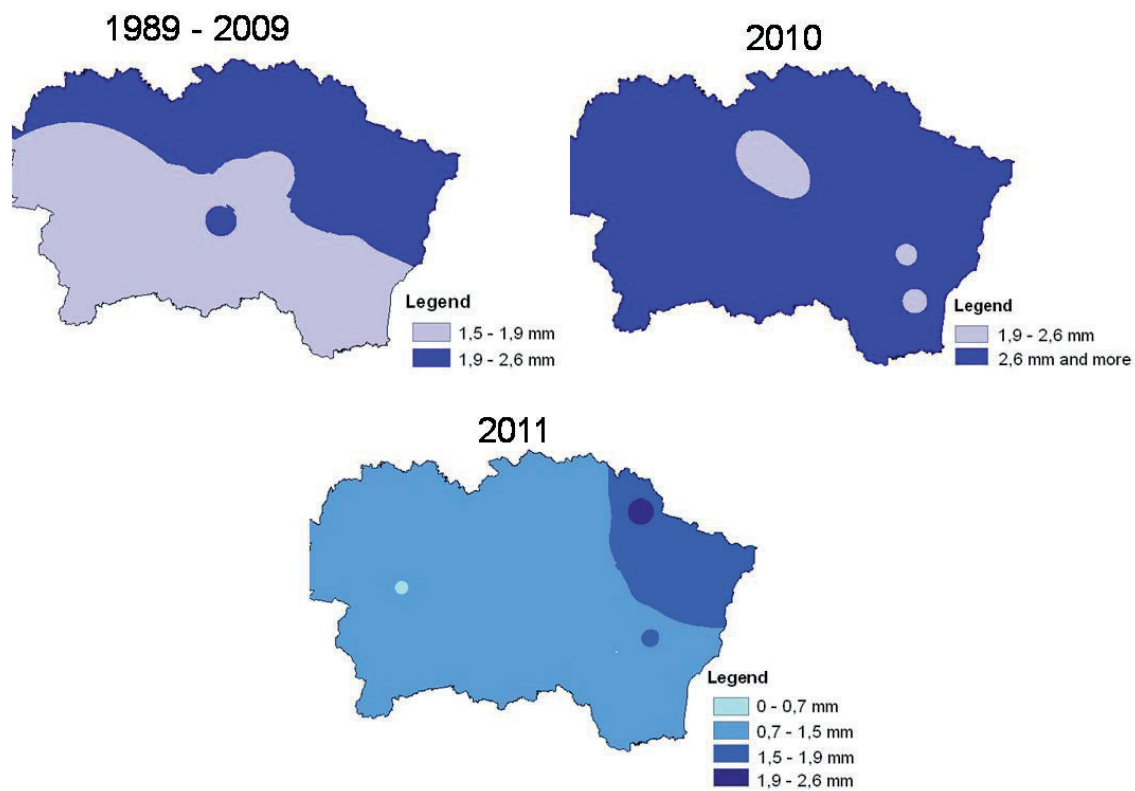 1989 - 2009
Legend
1,5 - 1,9 mm
1,9 - 2,6 mm
2010
Legend
1,9 - 2,6 mm
2,6 mm and more
2011
Legend
0 - 0,7 mm
0,7 - 1,5 mm
1,5 - 1,9 mm
1,9 - 2,6 mm